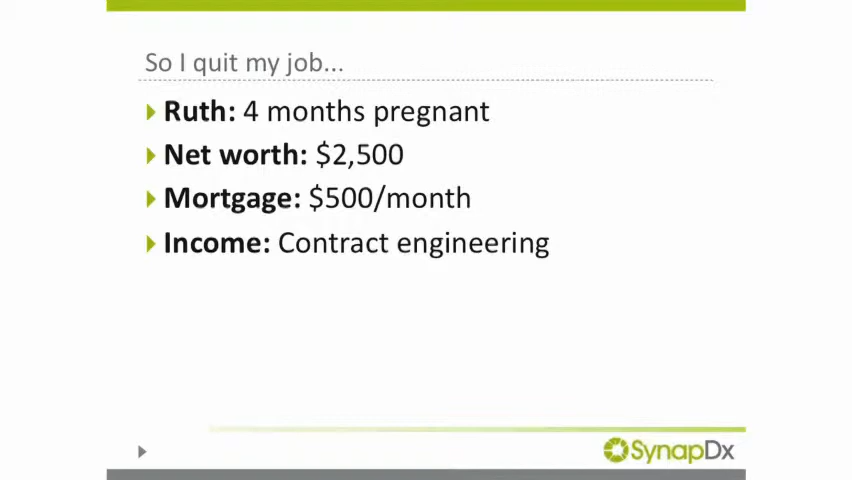 So I quit my job...
Ruth: 4 months pregnant
Net worth: $2,500
Mortgage: $500/month
Income: Contract engineering
SynapDx